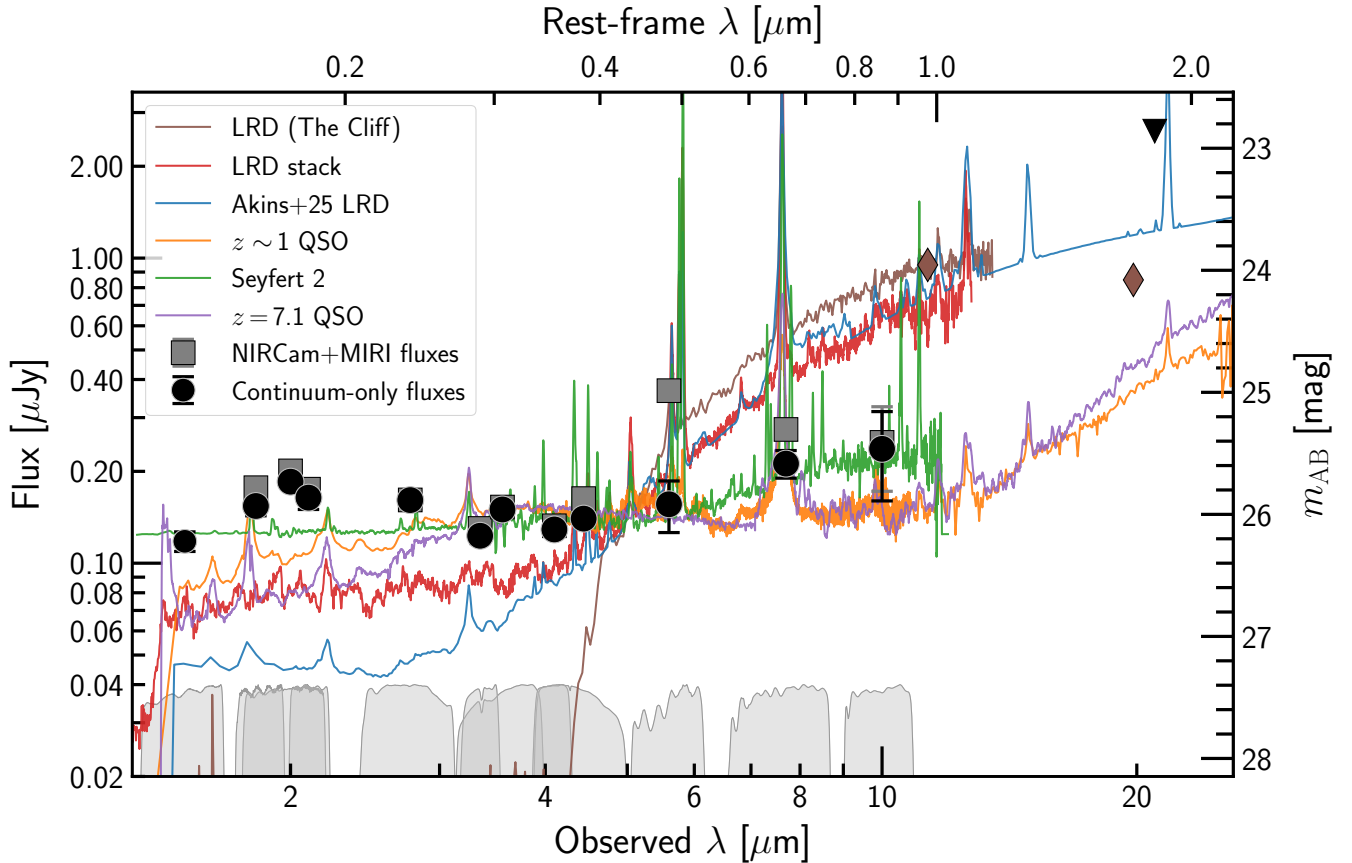 Rest-frame λ [μm]
0.2 0.4 0.6 0.8 1.0 2.0
LRD (The Cliff)
LRD stack
Akins+25 LRD
z ∼ 1 QSO
Seyfert 2
z = 7.1 QSO
NIRCam+MIRI fluxes
Continuum-only fluxes
Flux [μJy]
2.00
1.00
0.80
0.60
0.40
0.20
0.10
0.08
0.06
0.04
0.02
23
24
25
26
27
28
m_AB [mag]
2 4 6 8 10 20
Observed λ [μm]